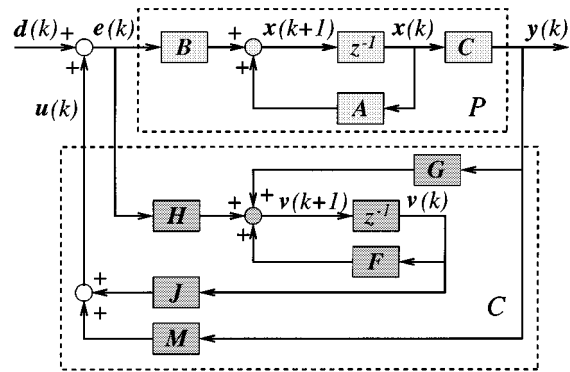 d(k) + e(k) B + x(k+1) z⁻¹ x(k) C y(k)
+ +
u(k) A P
G
+
H + v(k+1) z⁻¹ v(k)
+
F
+ J C
+
M